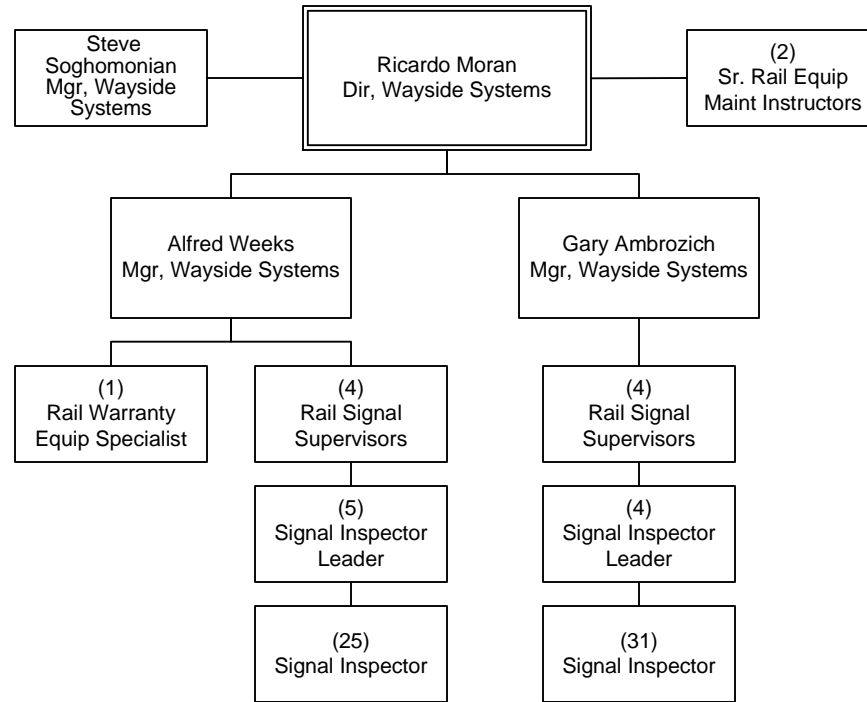 Steve
Soghomonian
Mgr, Wayside
Systems
Ricardo Moran
Dir, Wayside Systems
(2)
Sr. Rail Equip
Maint Instructors
Alfred Weeks
Mgr, Wayside Systems
Gary Ambrozich
Mgr, Wayside Systems
(1)
Rail Warranty
Equip Specialist
(4)
Rail Signal
Supervisors
(4)
Rail Signal
Supervisors
(5)
Signal Inspector
Leader
(4)
Signal Inspector
Leader
(25)
Signal Inspector
(31)
Signal Inspector